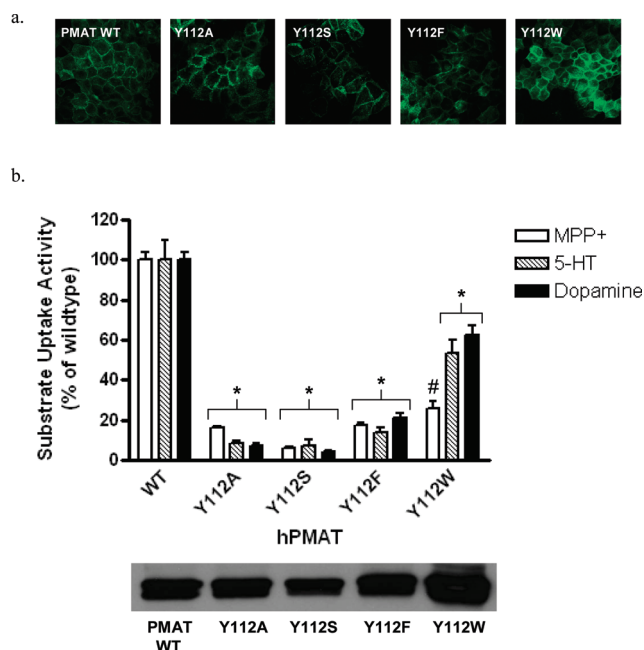 a.
PMAT WT
Y112A
Y112S
Y112F
Y112W
b.
Substrate Uptake Activity
(% of wildtype)
120
100
80
60
40
20
0
*
*
*
#
*
MPP+
5-HT
Dopamine
WT
Y112A
Y112S
Y112F
Y112W
hPMAT
PMAT
WT
Y112A
Y112S
Y112F
Y112W